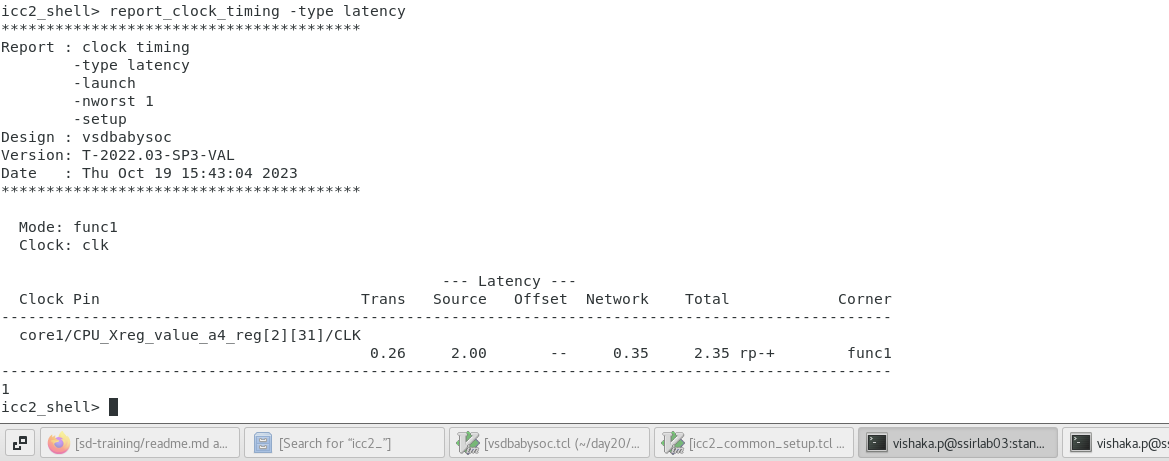 icc2_shell> report_clock_timing -type latency
****************************************
Report : clock timing
        -type latency
        -launch
        -nworst 1
        -setup
Design : vsdbabysoc
Version: T-2022.03-SP3-VAL
Date   : Thu Oct 19 15:43:04 2023
****************************************
  Mode: func1
  Clock: clk
                                                 --- Latency ---
  Clock Pin                             Trans   Source   Offset  Network    Total            Corner
---------------------------------------------------------------------------------------------------
  core1/CPU_Xreg_value_a4_reg[2][31]/CLK
                                         0.26     2.00       --     0.35     2.35 rp-+        func1
---------------------------------------------------------------------------------------------------
1
icc2_shell>
[sd-training/readme.md a... [Search for “icc2_”] [vsdbabysoc.tcl (~/day20/... [icc2_common_setup.tcl ... vishaka.p@ssirlab03:stan... vishaka.p@ss